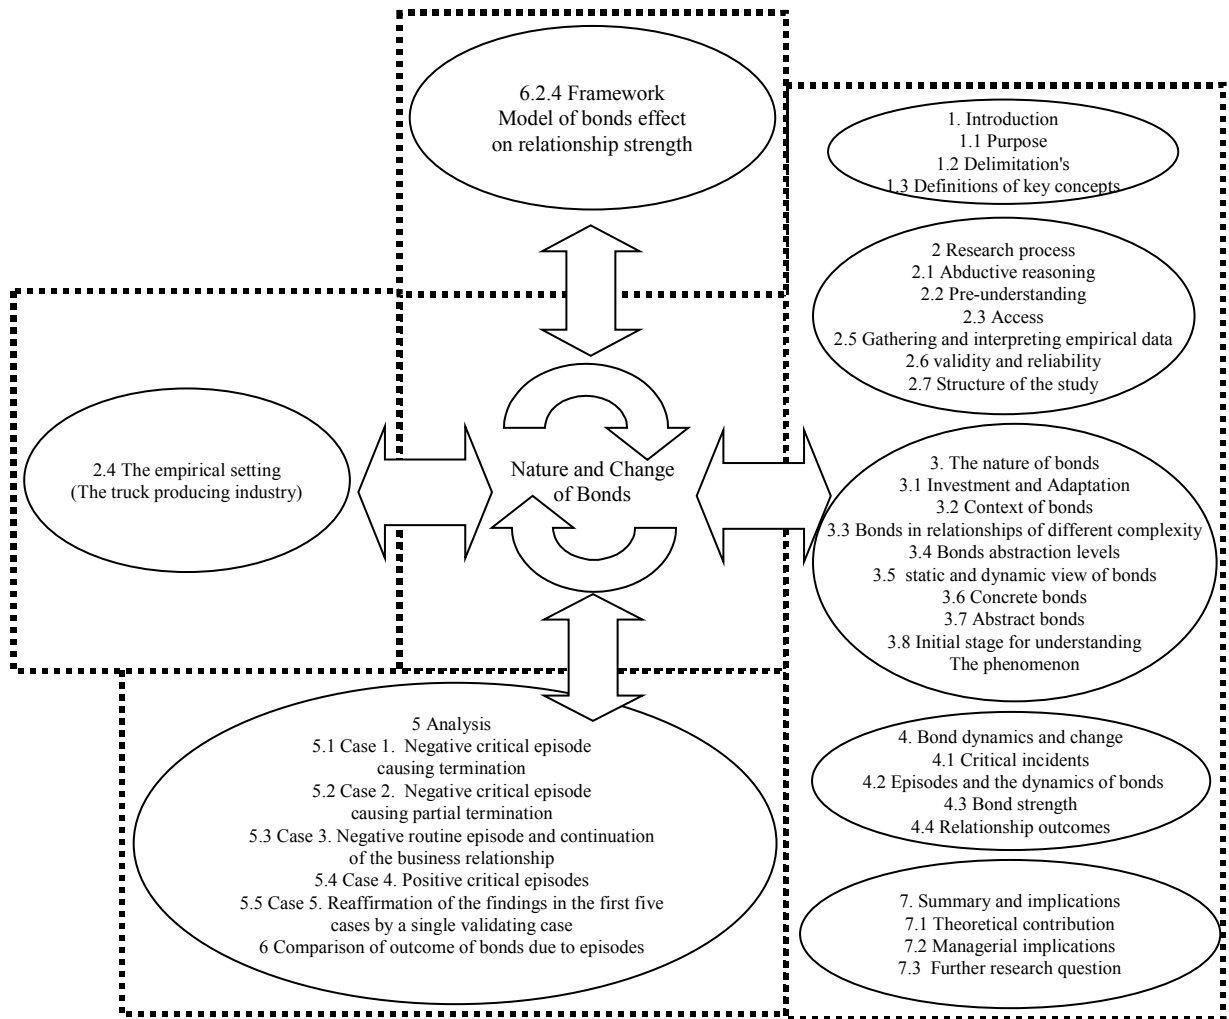 6.2.4 Framework
Model of bonds effect
on relationship strength
1. Introduction
1.1 Purpose
1.2 Delimitation's
1.3 Definitions of key concepts
2 Research process
2.1 Abductive reasoning
2.2 Pre-understanding
2.3 Access
2.5 Gathering and interpreting empirical data
2.6 validity and reliability
2.7 Structure of the study
2.4 The empirical setting
(The truck producing industry)
Nature and Change
of Bonds
3. The nature of bonds
3.1 Investment and Adaptation
3.2 Context of bonds
3.3 Bonds in relationships of different complexity
3.4 Bonds abstraction levels
3.5 static and dynamic view of bonds
3.6 Concrete bonds
3.7 Abstract bonds
3.8 Initial stage for understanding
The phenomenon
5 Analysis
5.1 Case 1. Negative critical episode
causing termination
5.2 Case 2. Negative critical episode
causing partial termination
5.3 Case 3. Negative routine episode and continuation
of the business relationship
5.4 Case 4. Positive critical episodes
5.5 Case 5. Reaffirmation of the findings in the first five
cases by a single validating case
6 Comparison of outcome of bonds due to episodes
4. Bond dynamics and change
4.1 Critical incidents
4.2 Episodes and the dynamics of bonds
4.3 Bond strength
4.4 Relationship outcomes
7. Summary and implications
7.1 Theoretical contribution
7.2 Managerial implications
7.3 Further research question